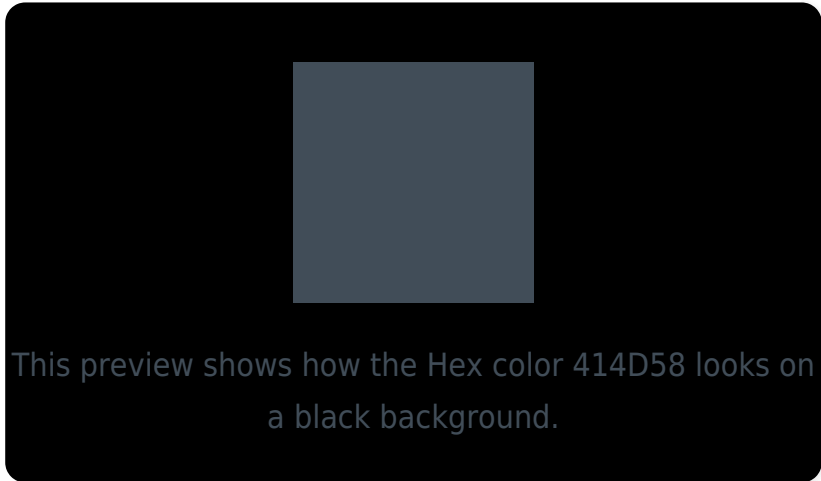 This preview shows how the Hex color 414D58 looks on
a black background.